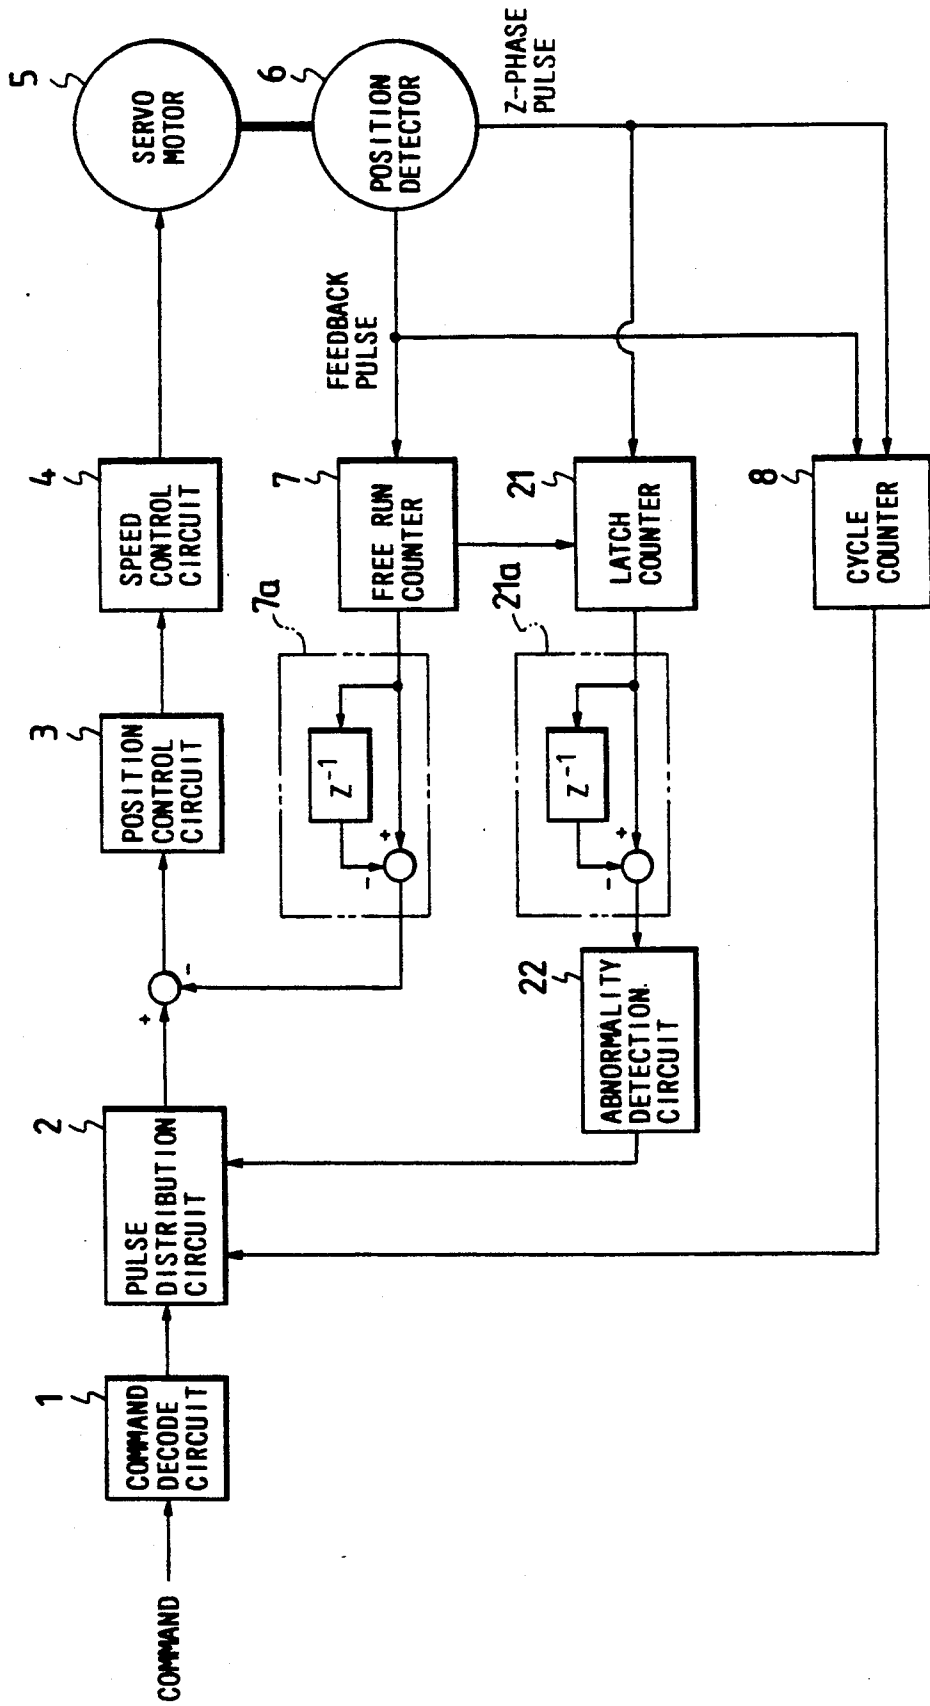 COMMAND
1
COMMAND
DECODE
CIRCUIT
2
PULSE
DISTRIBUTION
CIRCUIT
+
-
3
POSITION
CONTROL
CIRCUIT
4
SPEED
CONTROL
CIRCUIT
5
SERVO
MOTOR
6
POSITION
DETECTOR
Z-PHASE
PULSE
FEEDBACK
PULSE
7
FREE RUN
COUNTER
7a
Z-1
+
-
21
LATCH
COUNTER
21a
Z-1
+
-
22
ABNORMALITY
DETECTION.
CIRCUIT
8
CYCLE
COUNTER